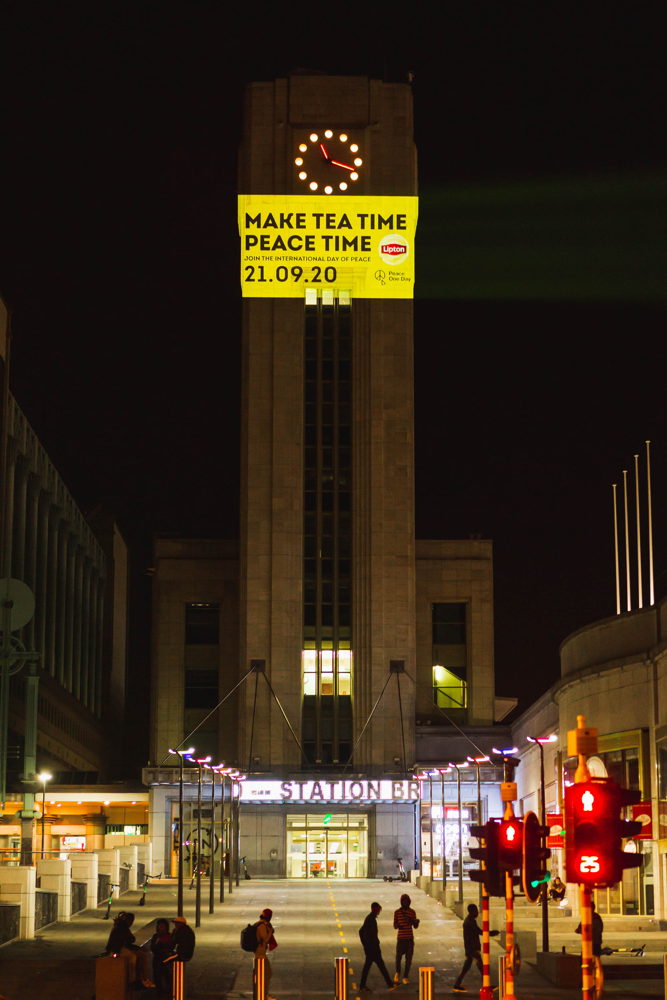 MAKE TEA TIME
PEACE TIME
Lipton
JOIN THE INTERNATIONAL DAY OF PEACE
21.09.20
Peace
One Day
STATION BR
25